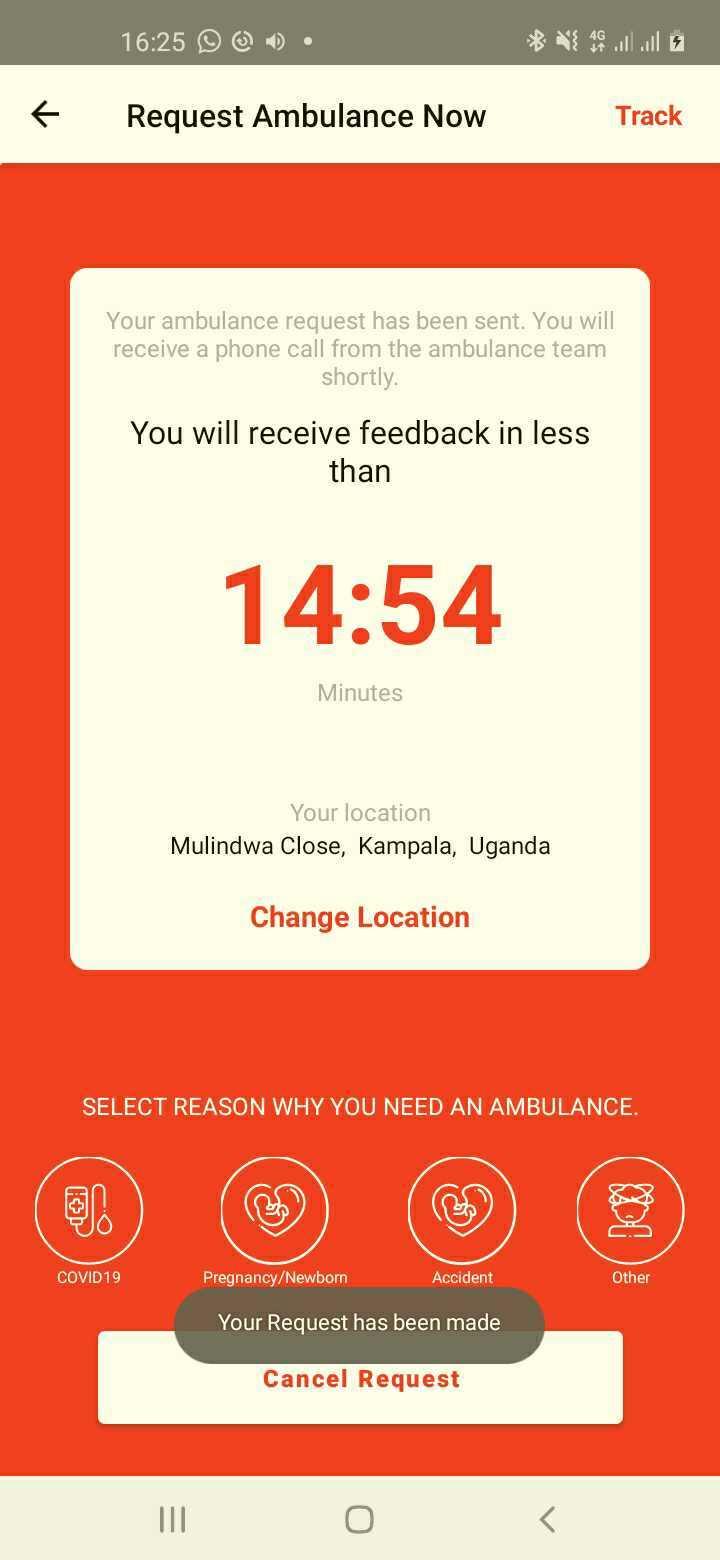 16:25
4G
Request Ambulance Now
Track
Your ambulance request has been sent. You will
receive a phone call from the ambulance team
shortly.
You will receive feedback in less
than
14:54
Minutes
Your location
Mulindwa Close, Kampala, Uganda
Change Location
SELECT REASON WHY YOU NEED AN AMBULANCE.
COVID19
Pregnancy/Newborn
Accident
Other
Your Request has been made
Cancel Request